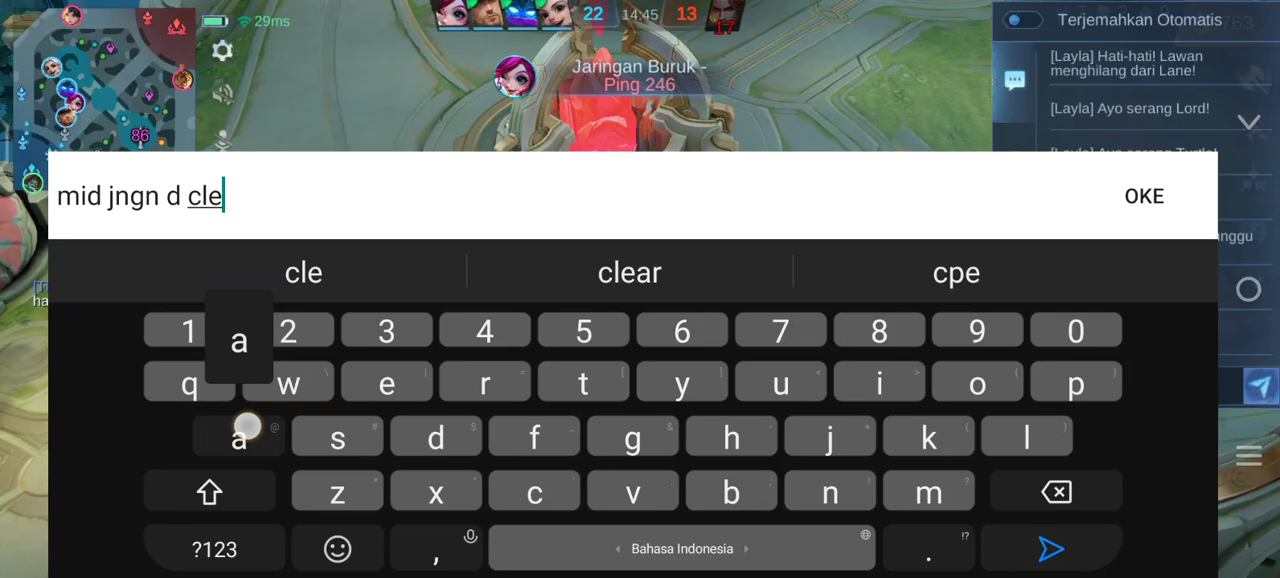 29ms
22 14:45 13
17
Jaringan Buruk -
Ping 246
86
Terjemahkan Otomatis
[Layla] Hati-hati! Lawan
menghilang dari Lane!
[Layla] Ayo serang Lord!
mid jngn d cle
OKE
cle clear cpe
a
1 2 3 4 5 6 7 8 9 0
q w e r t y u i o p
a s d f g h j k l
z x c v b n m
?123 , Bahasa Indonesia . !?